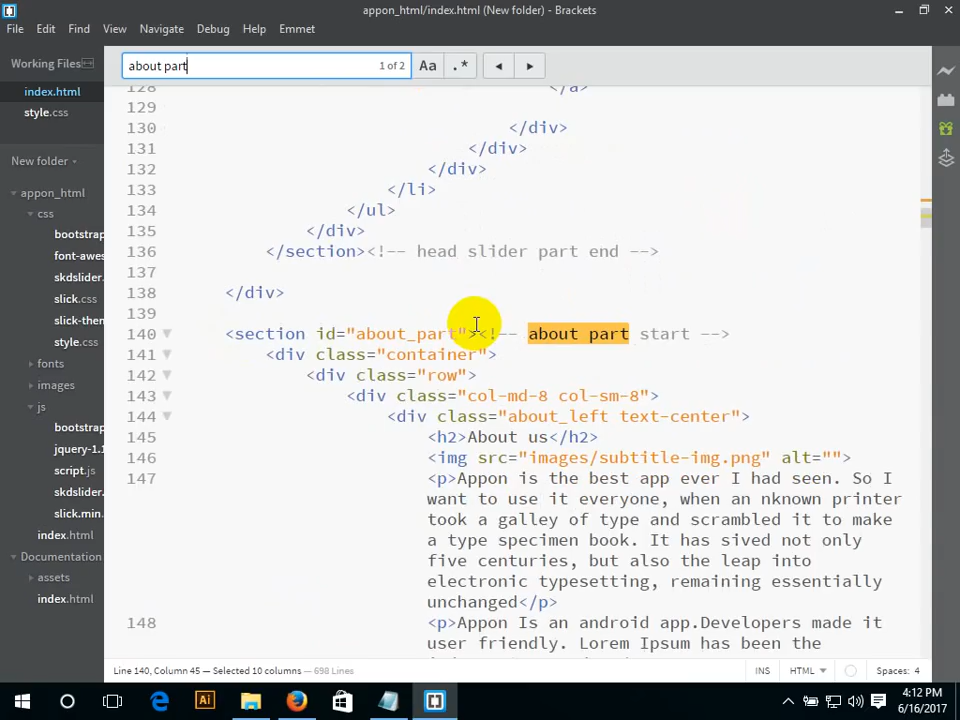 appon_html/index.html (New folder) - Brackets
File Edit Find View Navigate Debug Help Emmet
Working Files
index.html
style.css
New folder
appon_html
css
bootstrap
font-awes
skdslider.
slick.css
slick-then
style.css
fonts
images
js
bootstrap
jquery-1.1
script.js
skdslider.
slick.min.
index.html
Documentation
assets
index.html
about part 1 of 2 Aa .*
128 </a>
129
130 </div>
131 </div>
132 </div>
133 </li>
134 </ul>
135 </div>
136 </section><!-- head slider part end -->
137
138 </div>
139
140 <section id="about_part"><!-- about part start -->
141 <div class="container">
142 <div class="row">
143 <div class="col-md-8 col-sm-8">
144 <div class="about_left text-center">
145 <h2>About us</h2>
146 <img src="images/subtitle-img.png" alt="">
147 <p>Appon is the best app ever I had seen. So I
want to use it everyone, when an nknown printer
took a galley of type and scrambled it to make
a type specimen book. It has sived not only
five centuries, but also the leap into
electronic typesetting, remaining essentially
unchanged</p>
148 <p>Appon Is an android app.Developers made it
user friendly. Lorem Ipsum has been the
Line 140, Column 45 — Selected 10 columns — 698 Lines
INS HTML Spaces: 4
Ai
4:12 PM
6/16/2017